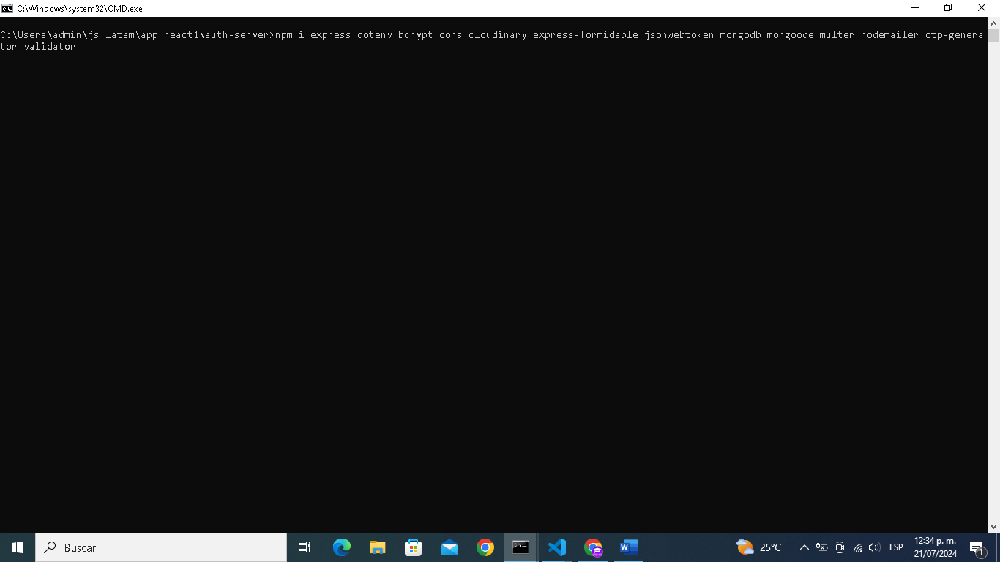 C:\Windows\system32\CMD.exe
C:\Users\admin\js_latam\app_react1\auth-server>npm i express dotenv bcrypt cors cloudinary express-formidable jsonwebtoken mongodb mongoode multer nodemailer otp-genera
tor validator
Buscar
25°C
ESP
12:34 p. m.
21/07/2024
1